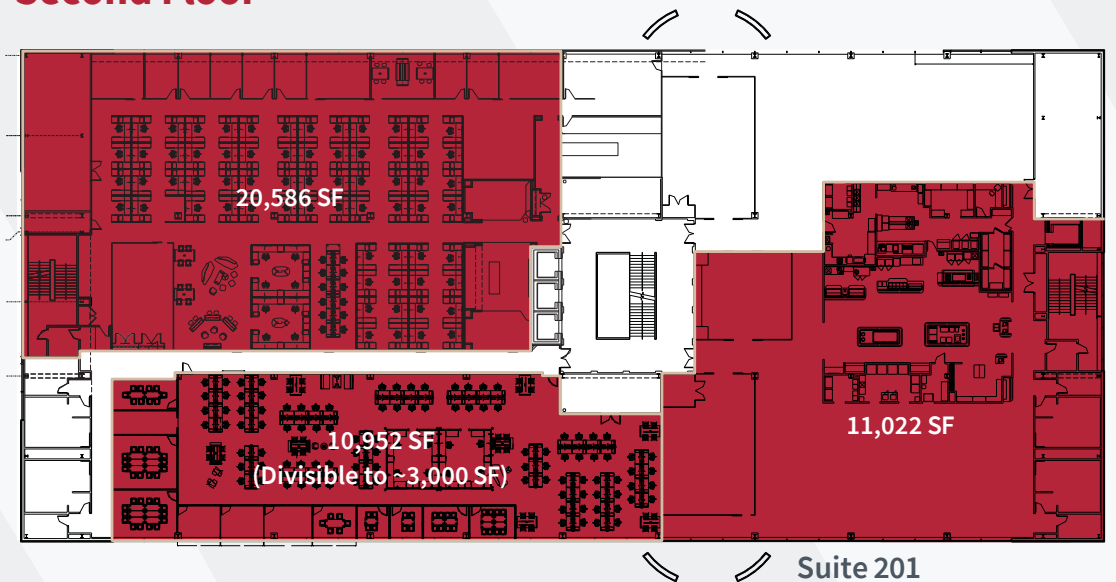 Second Floor
20,586 SF
10,952 SF
(Divisible to ~3,000 SF)
11,022 SF
Suite 201